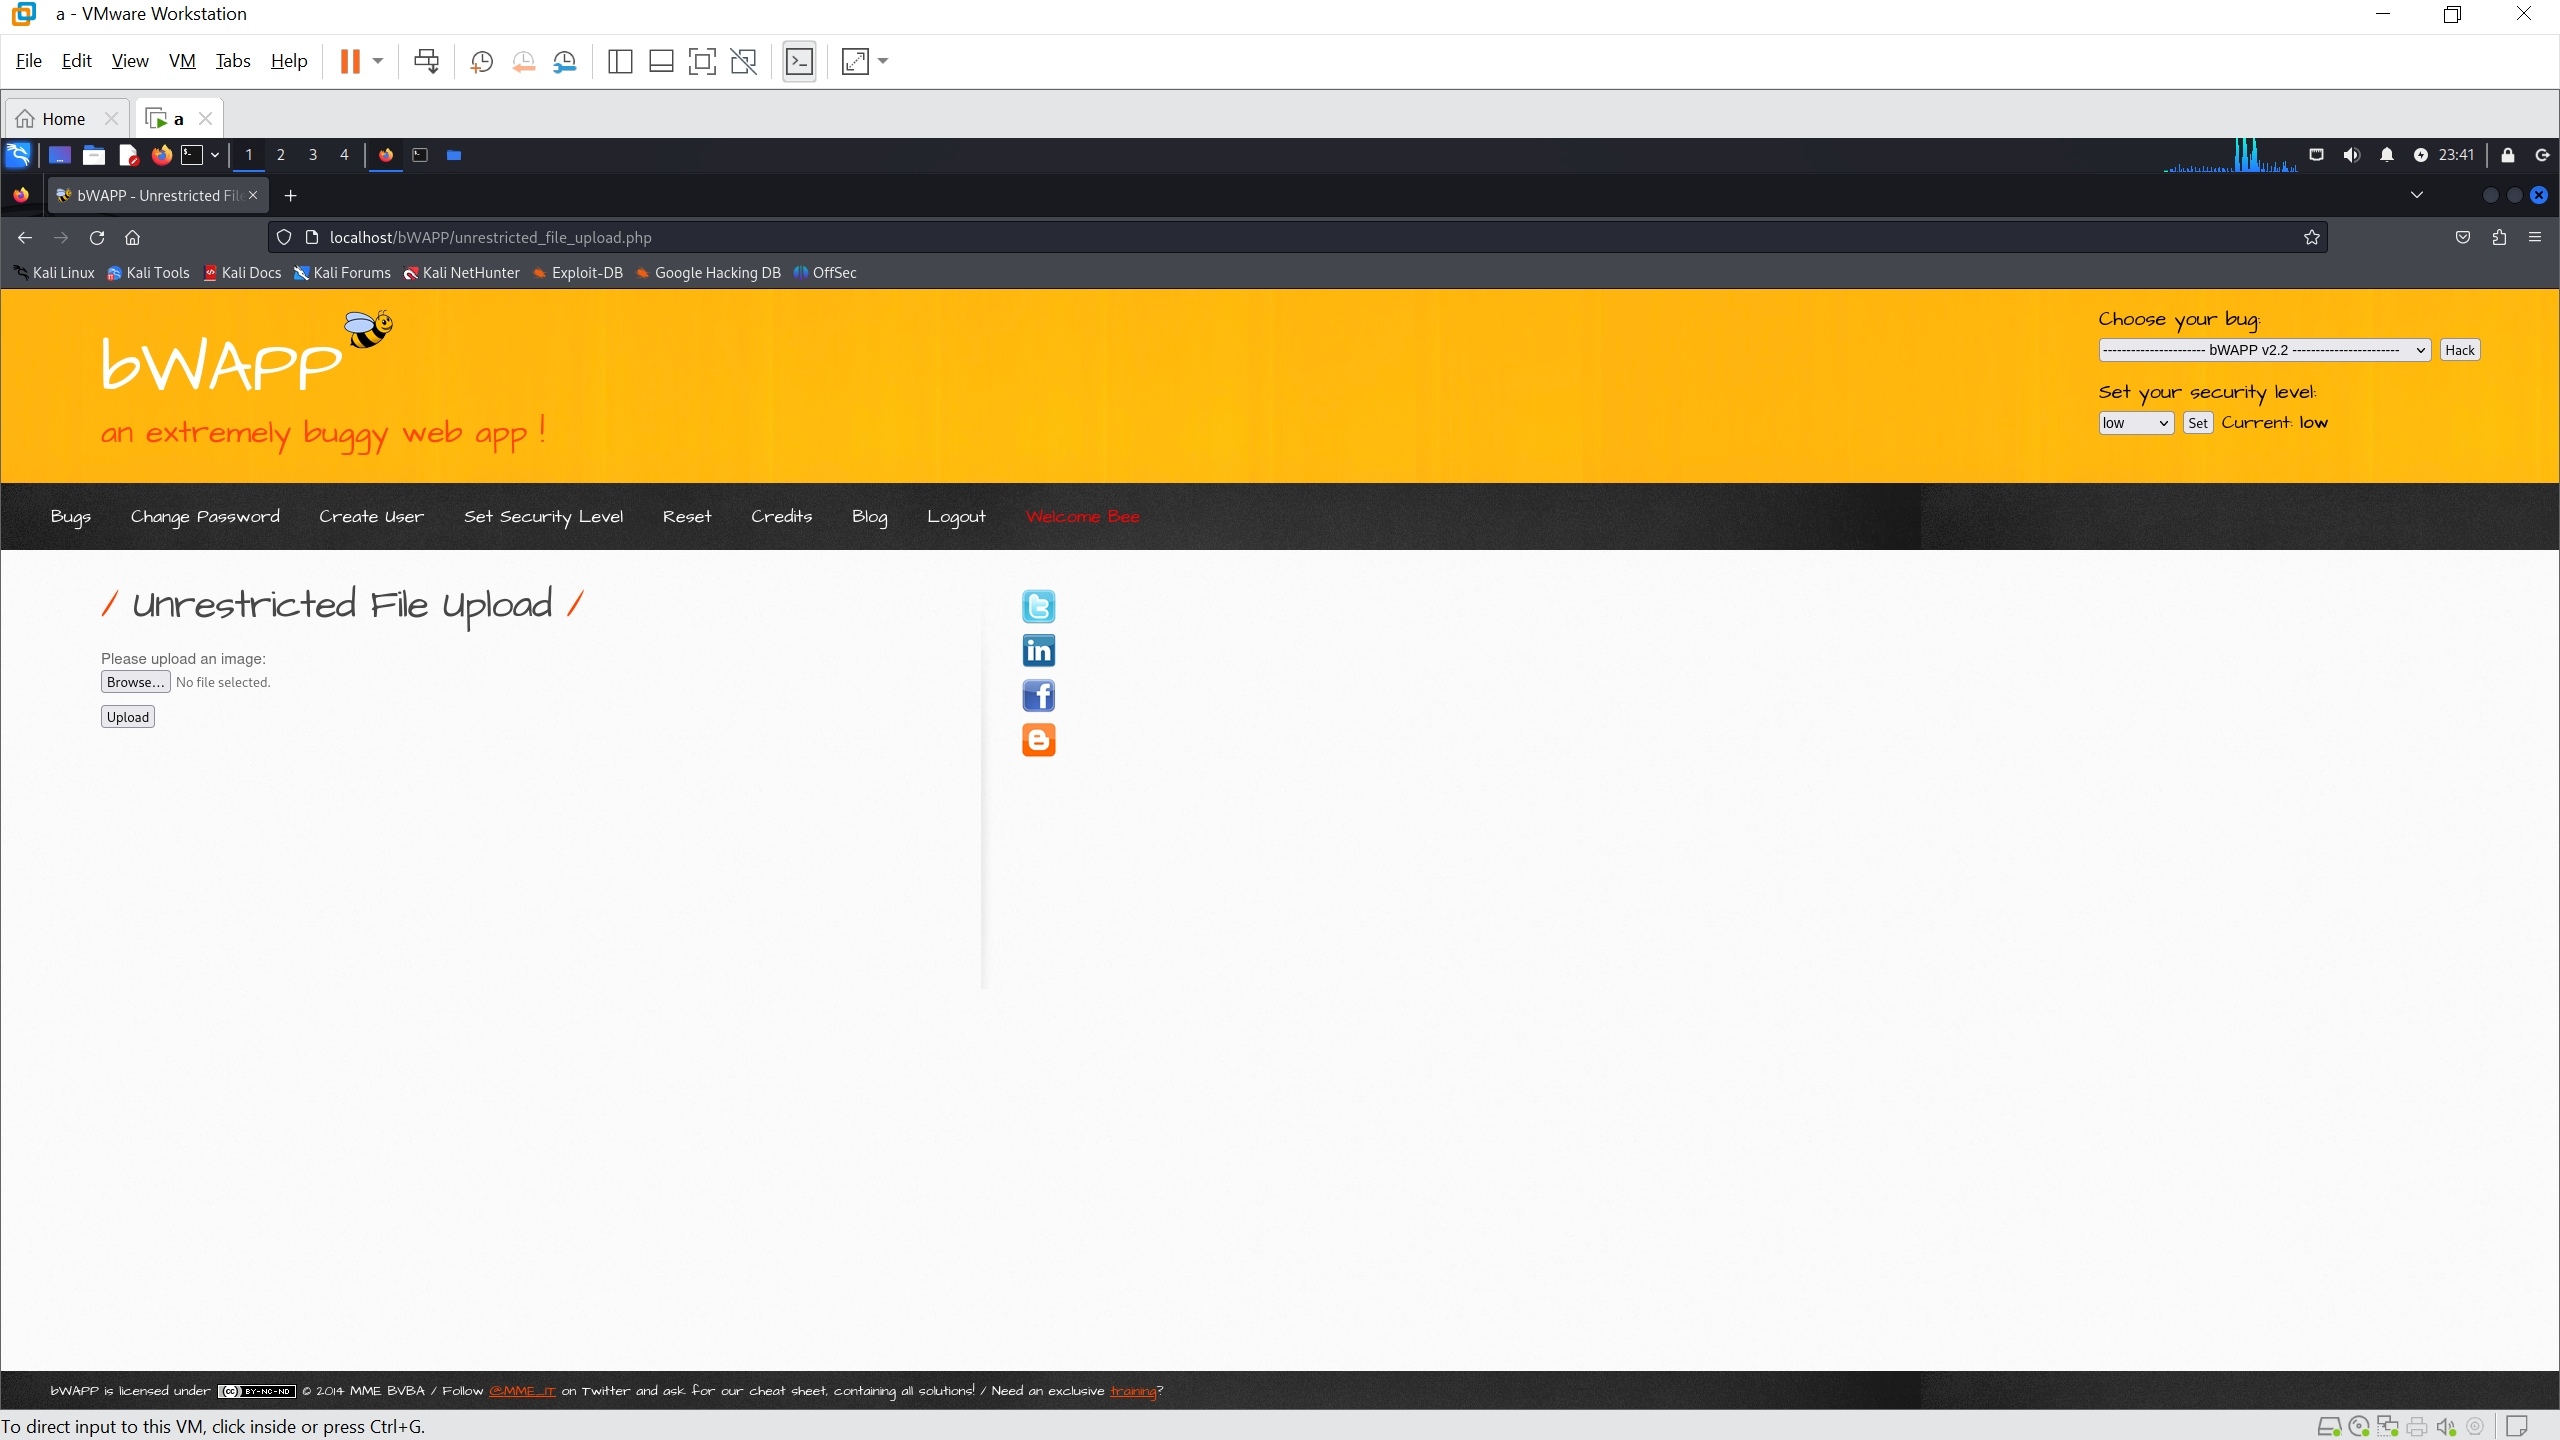 a - VMware Workstation
File Edit View VM Tabs Help
Home a
1 2 3 4 23:41
bWAPP - Unrestricted File
localhost/bWAPP/unrestricted_file_upload.php
Kali Linux Kali Tools Kali Docs Kali Forums Kali NetHunter Exploit-DB Google Hacking DB OffSec
bWAPP
an extremely buggy web app !
Choose your bug:
---------------------- bWAPP v2.2 ----------------------- Hack
Set your security level:
low Set Current: low
Bugs Change Password Create User Set Security Level Reset Credits Blog Logout Welcome Bee
/ Unrestricted File Upload /
Please upload an image:
Browse... No file selected.
Upload
bWAPP is licensed under (cc) BY-NC-ND © 2014 MME BVBA / Follow @MME_IT on Twitter and ask for our cheat sheet, containing all solutions! / Need an exclusive training?
To direct input to this VM, click inside or press Ctrl+G.